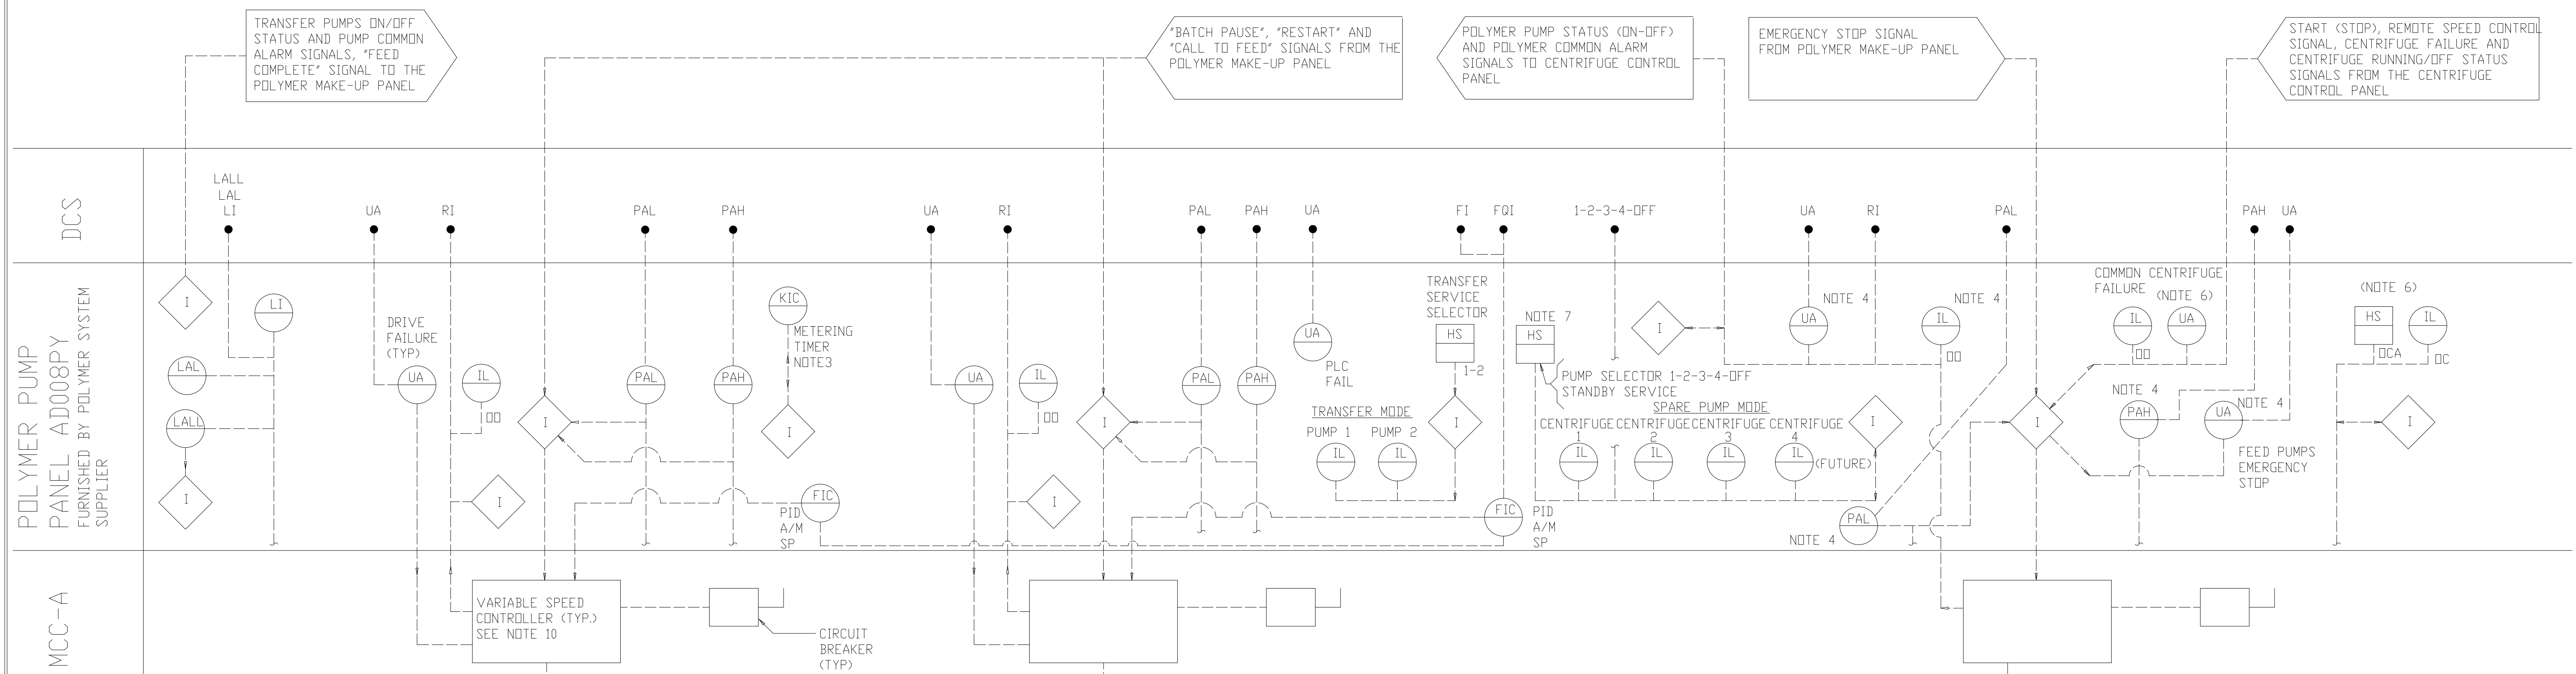 TRANSFER PUMPS ON/OFF
STATUS AND PUMP COMMON
ALARM SIGNALS, "FEED
COMPLETE" SIGNAL TO THE
POLYMER MAKE-UP PANEL
"BATCH PAUSE", "RESTART" AND
"CALL TO FEED" SIGNALS FROM THE
POLYMER MAKE-UP PANEL
POLYMER PUMP STATUS (ON-OFF)
AND POLYMER COMMON ALARM
SIGNALS TO CENTRIFUGE CONTROL
PANEL
EMERGENCY STOP SIGNAL
FROM POLYMER MAKE-UP PANEL
START (STOP), REMOTE SPEED CONTROL
SIGNAL, CENTRIFUGE FAILURE AND
CENTRIFUGE RUNNING/OFF STATUS
SIGNALS FROM THE CENTRIFUGE
CONTROL PANEL
DCS
LALL
LAL
LI
UA
RI
PAL
PAH
UA
RI
PAL
PAH
UA
FI
FQI
1-2-3-4-OFF
UA
RI
PAL
PAH
UA
POLYMER PUMP
PANEL AD008PY
FURNISHED BY POLYMER SYSTEM
SUPPLIER
I
LI
LAL
LALL
I
DRIVE
FAILURE
(TYP)
UA
IL
OO
I
I
PAL
PAH
KIC
METERING
TIMER
NOTE3
I
FIC
PID
A/M
SP
UA
IL
OO
I
I
PAL
PAH
UA
PLC
FAIL
TRANSFER
SERVICE
SELECTOR
HS
1-2
I
TRANSFER MODE
PUMP 1
PUMP 2
IL
IL
FIC
PID
A/M
SP
NOTE 7
HS
PUMP SELECTOR 1-2-3-4-OFF
STANDBY SERVICE
SPARE PUMP MODE
CENTRIFUGE
1
CENTRIFUGE
2
CENTRIFUGE
3
CENTRIFUGE
4
IL
IL
IL
IL
(FUTURE)
I
I
UA
NOTE 4
IL
NOTE 4
OO
PAL
NOTE 4
I
COMMON CENTRIFUGE
FAILURE
(NOTE 6)
IL
UA
OO
NOTE 4
PAH
UA
NOTE 4
FEED PUMPS
EMERGENCY
STOP
(NOTE 6)
HS
IL
OCA
OC
I
MCC-A
VARIABLE SPEED
CONTROLLER (TYP.)
SEE NOTE 10
CIRCUIT
BREAKER
(TYP)